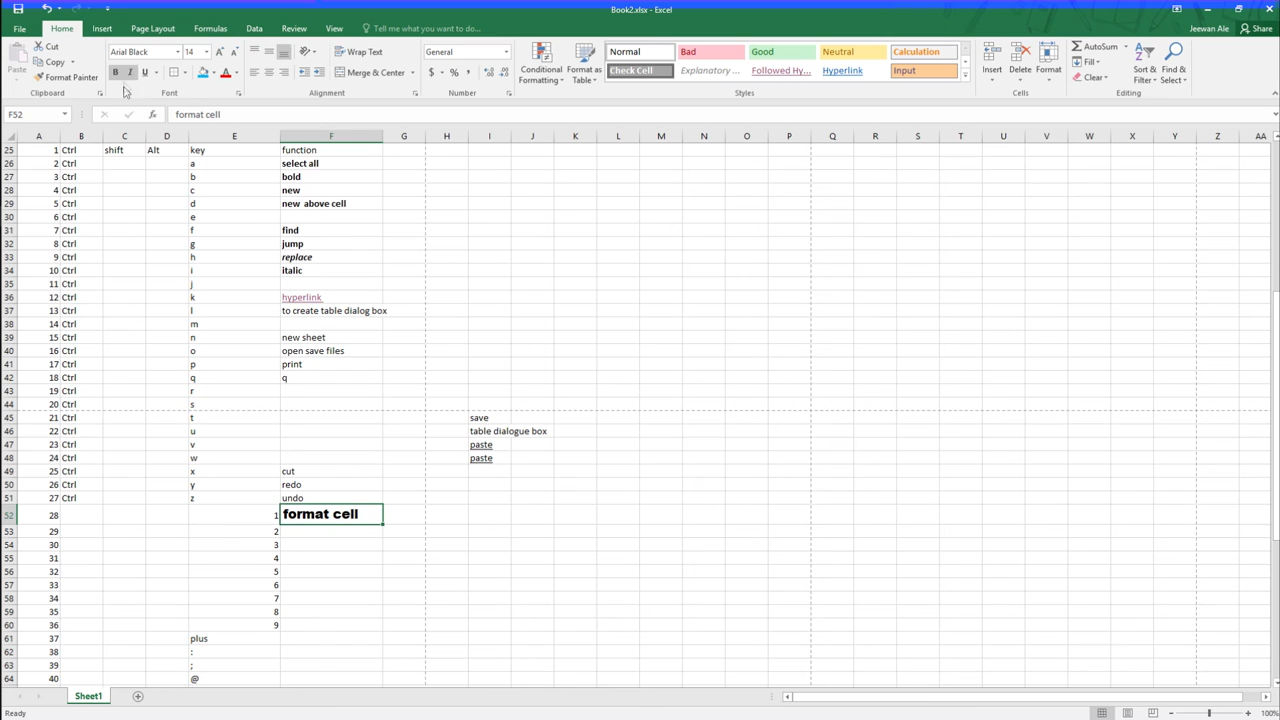 Book2.xlsx - Excel
File Home Insert Page Layout Formulas Data Review View Tell me what you want to do... Jeewan Ale Share
Cut Arial Black 14 Wrap Text General Normal Bad Good Neutral Calculation AutoSum
Paste Copy Fill
Format Painter B I U Merge & Center $ % Conditional Formatting Format as Table Check Cell Explanatory ... Followed Hy... Hyperlink Input Insert Delete Format Clear Sort & Filter Find & Select
Clipboard Font Alignment Number Styles Cells Editing
F52 fx format cell
A B C D E F G H I J K L M N O P Q R S T U V W X Y Z AA
25 1 Ctrl shift Alt key function
26 2 Ctrl a select all
27 3 Ctrl b bold
28 4 Ctrl c new
29 5 Ctrl d new above cell
30 6 Ctrl e
31 7 Ctrl f find
32 8 Ctrl g jump
33 9 Ctrl h replace
34 10 Ctrl i italic
35 11 Ctrl j
36 12 Ctrl k hyperlink
37 13 Ctrl l to create table dialog box
38 14 Ctrl m
39 15 Ctrl n new sheet
40 16 Ctrl o open save files
41 17 Ctrl p print
42 18 Ctrl q q
43 19 Ctrl r
44 20 Ctrl s
45 21 Ctrl t save
46 22 Ctrl u table dialogue box
47 23 Ctrl v paste
48 24 Ctrl w paste
49 25 Ctrl x cut
50 26 Ctrl y redo
51 27 Ctrl z undo
52 28 1 format cell
53 29 2
54 30 3
55 31 4
56 32 5
57 33 6
58 34 7
59 35 8
60 36 9
61 37 plus
62 38 :
63 39 ;
64 40 @
Sheet1
Ready 100%